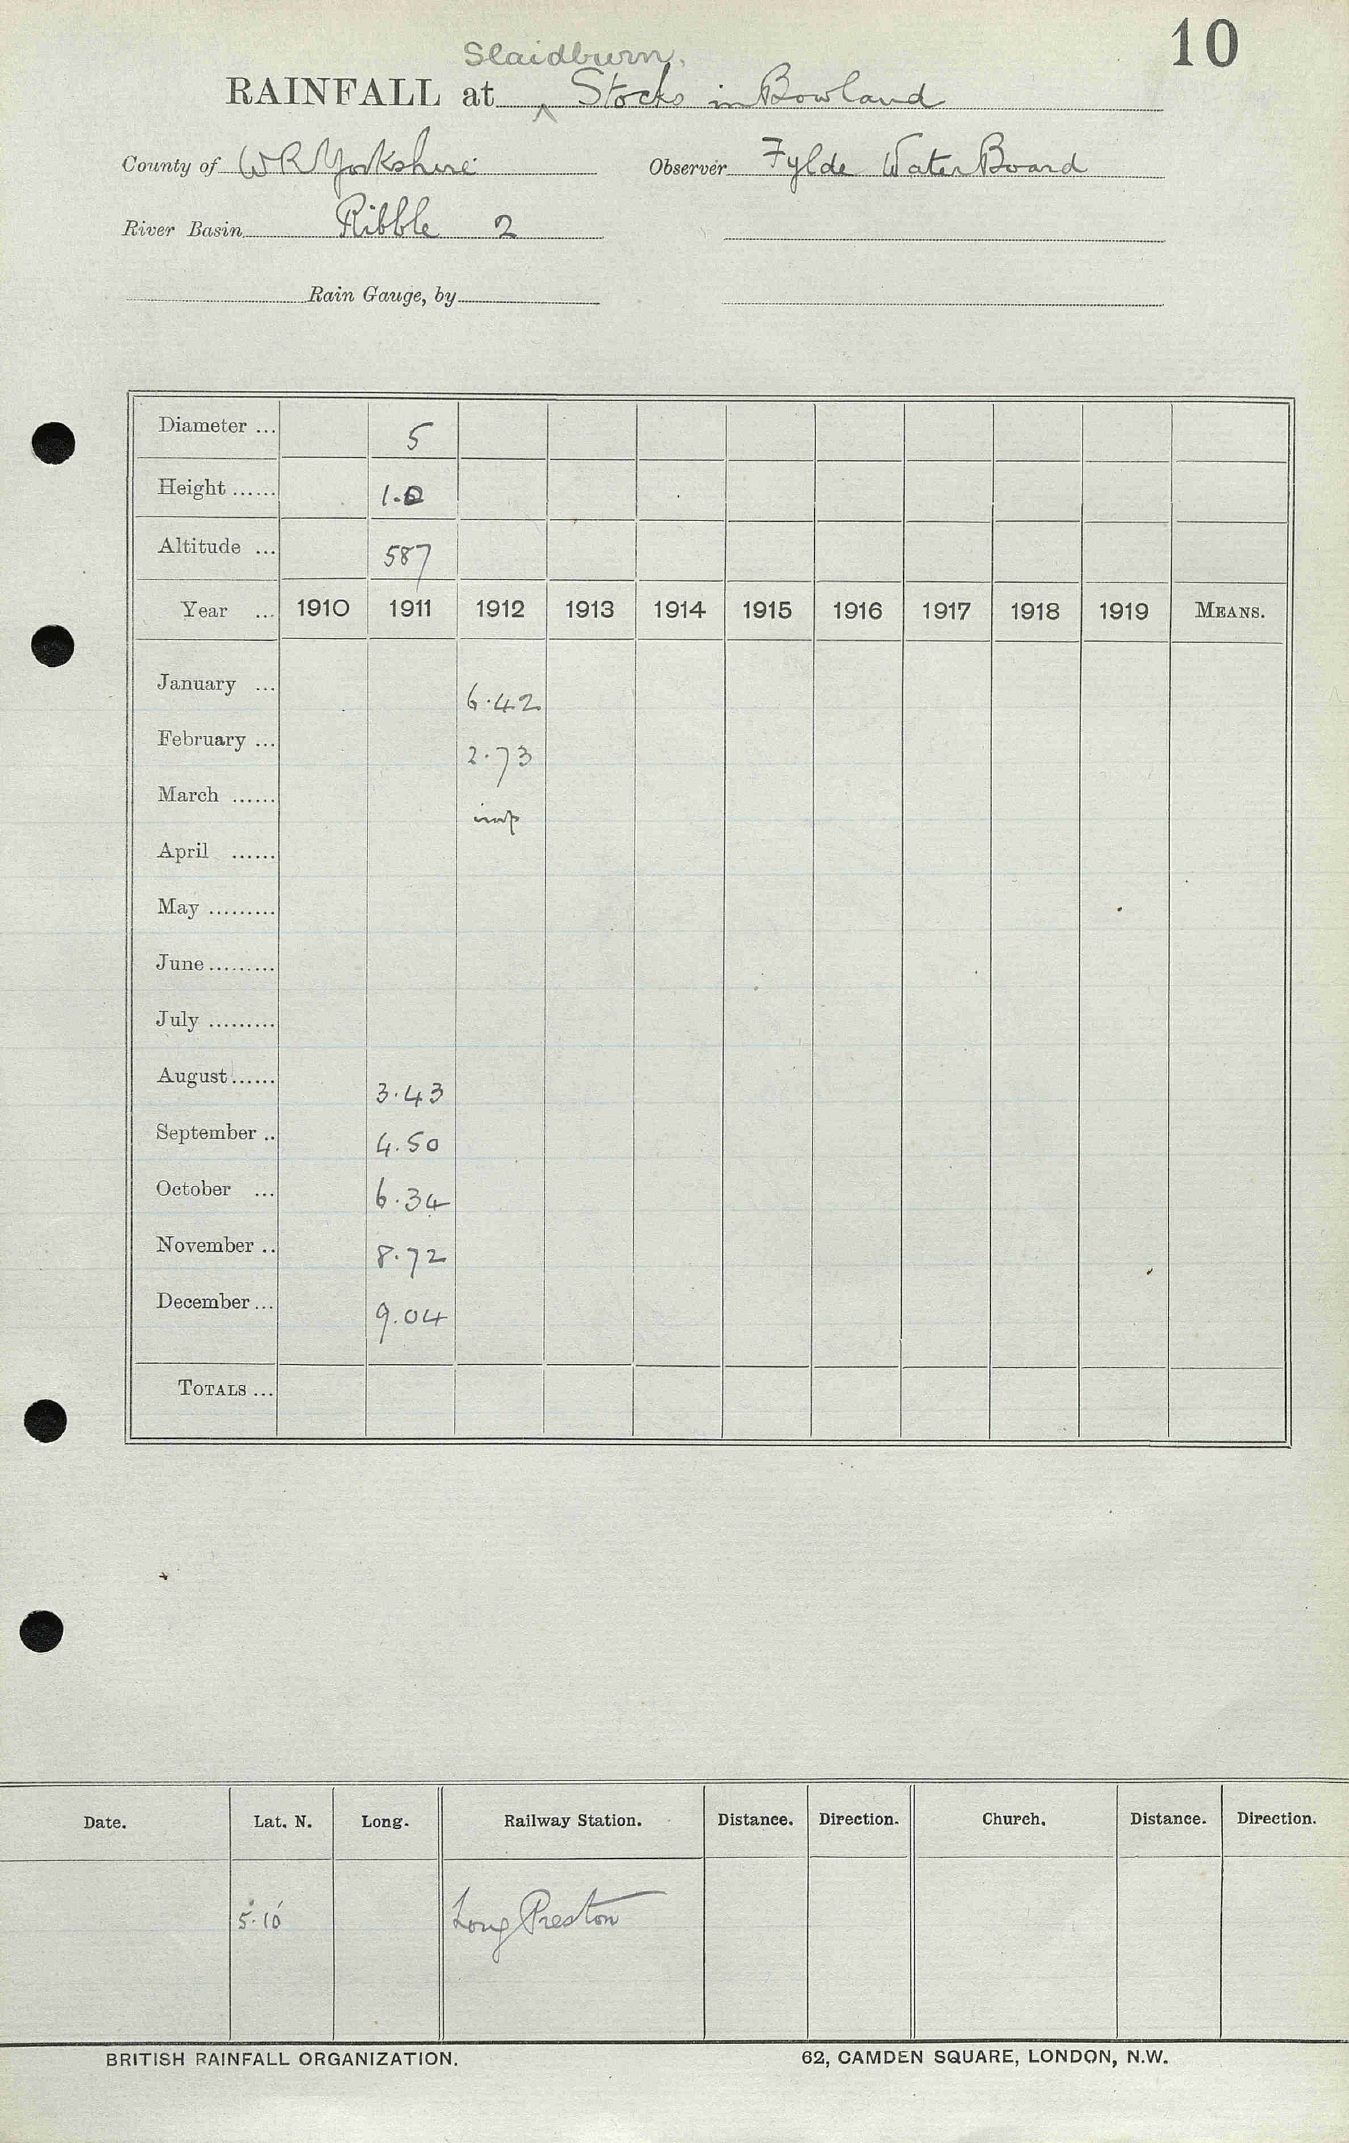 10
Slaidburn.
RAINFALL at ^ Stocks in Bowland
County of W R Yorkshire Observer Fylde Water Board
River Basin Ribble 2
Rain Gauge, by
Diameter ... 5
Height ...... 1.0
Altitude ... 587
Year ... 1910 1911 1912 1913 1914 1915 1916 1917 1918 1919 MEANS.
January ... 6.42
February ... 2.73
March ...... imp
April ......
May .........
June .........
July .........
August ...... 3.43
September .. 4.50
October ... 6.34
November .. 8.72
December ... 9.04
TOTALS ...
Date. Lat. N. Long. Railway Station. Distance. Direction. Church. Distance. Direction.
5.10 Long Preston
BRITISH RAINFALL ORGANIZATION. 62, CAMDEN SQUARE, LONDON, N.W.